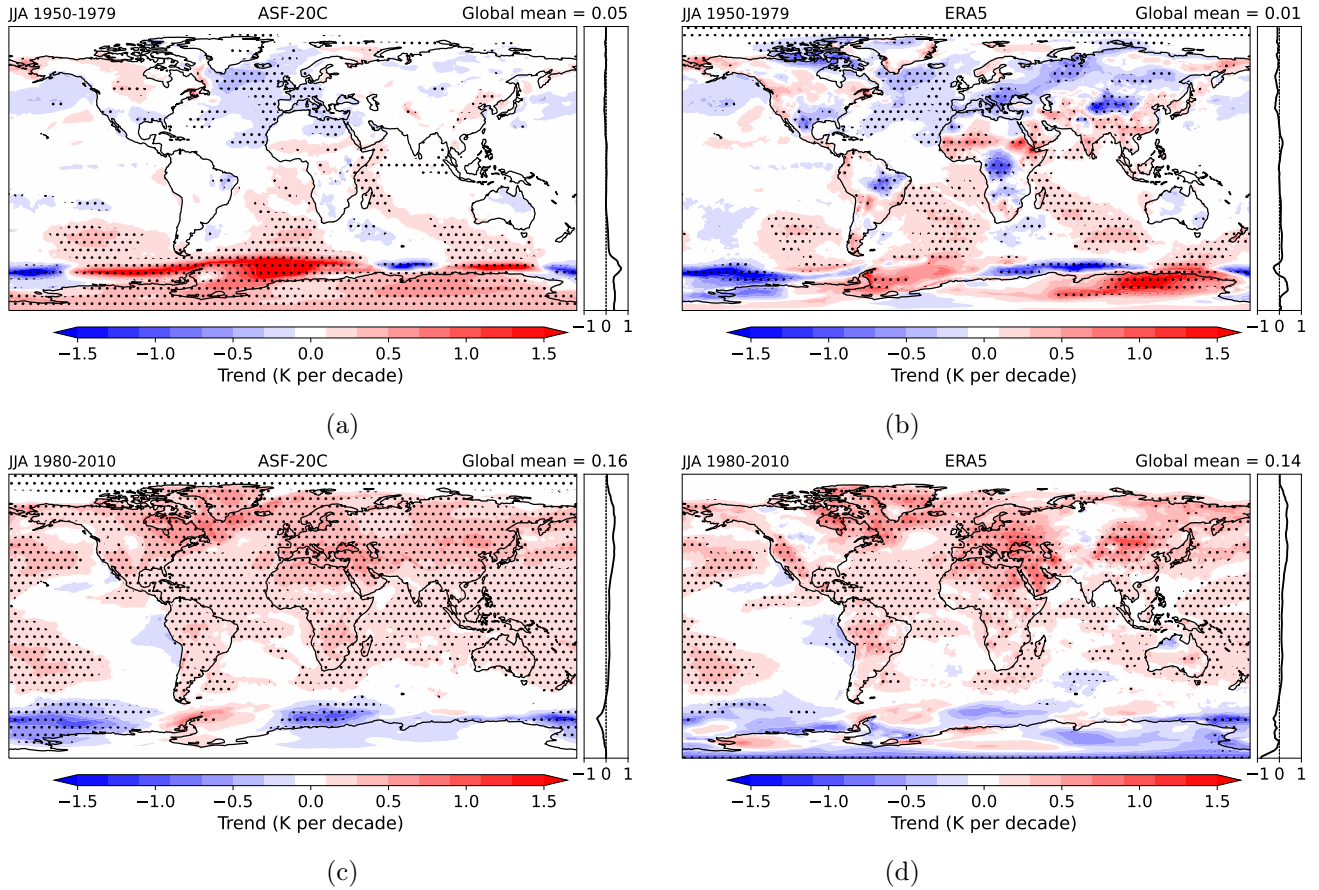 JJA 1950-1979 ASF-20C Global mean = 0.05
−1 0 1
−1.5 −1.0 −0.5 0.0 0.5 1.0 1.5
Trend (K per decade)
(a)
JJA 1950-1979 ERA5 Global mean = 0.01
−1 0 1
−1.5 −1.0 −0.5 0.0 0.5 1.0 1.5
Trend (K per decade)
(b)
JJA 1980-2010 ASF-20C Global mean = 0.16
−1 0 1
−1.5 −1.0 −0.5 0.0 0.5 1.0 1.5
Trend (K per decade)
(c)
JJA 1980-2010 ERA5 Global mean = 0.14
−1 0 1
−1.5 −1.0 −0.5 0.0 0.5 1.0 1.5
Trend (K per decade)
(d)